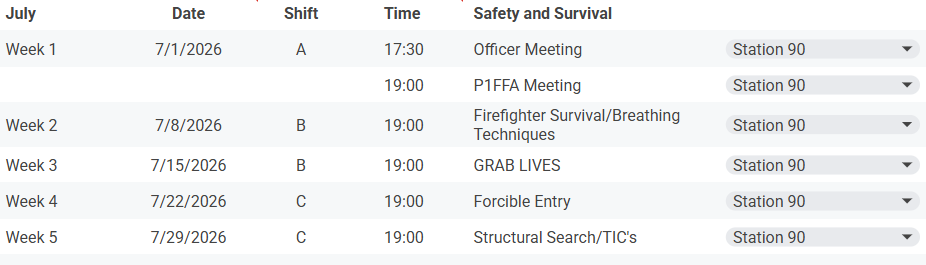 July Date Shift Time Safety and Survival
Week 1 7/1/2026 A 17:30 Officer Meeting Station 90
19:00 P1FFA Meeting Station 90
Week 2 7/8/2026 B 19:00 Firefighter Survival/Breathing Techniques Station 90
Week 3 7/15/2026 B 19:00 GRAB LIVES Station 90
Week 4 7/22/2026 C 19:00 Forcible Entry Station 90
Week 5 7/29/2026 C 19:00 Structural Search/TIC's Station 90